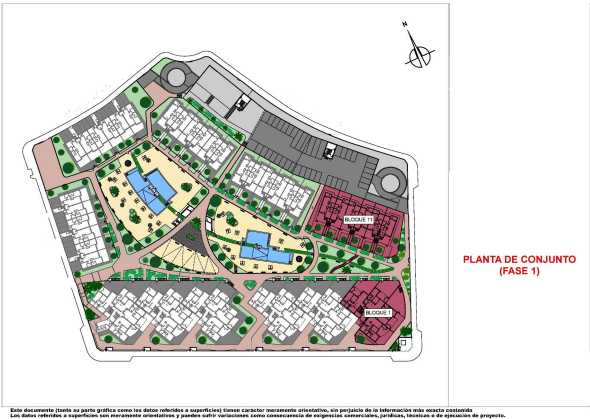 N
BLOQUE 11
PLANTA DE CONJUNTO
(FASE 1)
BLOQUE 1
Este documento (tanto su parte gráfica como los datos referidos a superficies) tienen carácter meramente orientativo, sin perjuicio de la información más exacta contenida
Los datos referidos a superficies son meramente orientativos y pueden sufrir variaciones como consecuencia de exigencias comerciales, jurídicas, técnicas o de ejecución de proyecto.